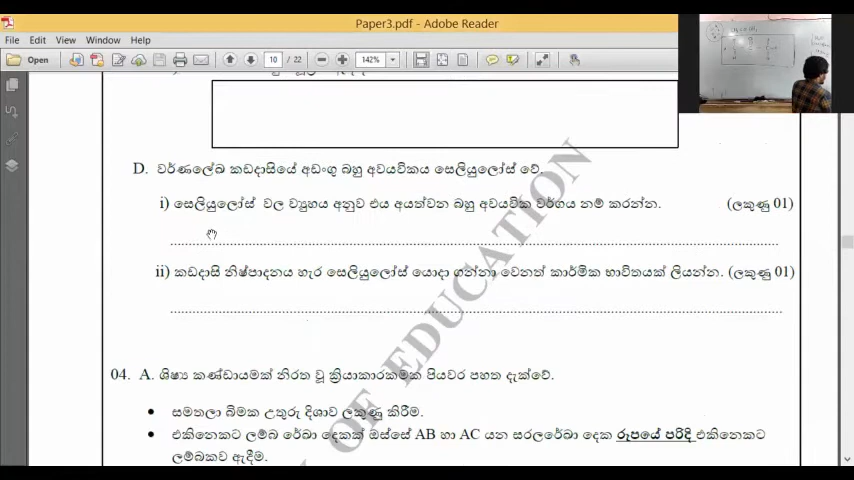 Paper3.pdf - Adobe Reader
File Edit View Window Help
Open 10 / 22 142%
D. වර්ණලේඛ කඩදාසියේ අඩංගු බහු අවයවිකය සෙලියුලෝස් වේ.
i) සෙලියුලෝස් වල ව්‍යුහය අනුව එය අයත්වන බහු අවයවික වර්ගය නම් කරන්න. (ලකුණු 01)
ii) කඩදාසි නිෂ්පාදනය හැර සෙලියුලෝස් යොදා ගන්නා වෙනත් කාර්මික භාවිතයක් ලියන්න. (ලකුණු 01)
04. A. ශිෂ්‍ය කණ්ඩායමක් නිරත වූ ක්‍රියාකාරකමක පියවර පහත දැක්වේ.
• සමතලා බිමක උතුරු දිශාව ලකුණු කිරීම.
• එකිනෙකට ලම්බ රේඛා දෙකක් ඔස්සේ AB හා AC යන සරලරේඛා දෙක රූපයේ පරිදි එකිනෙකට
ලම්බකව ඇදීම.
OF EDUCATION